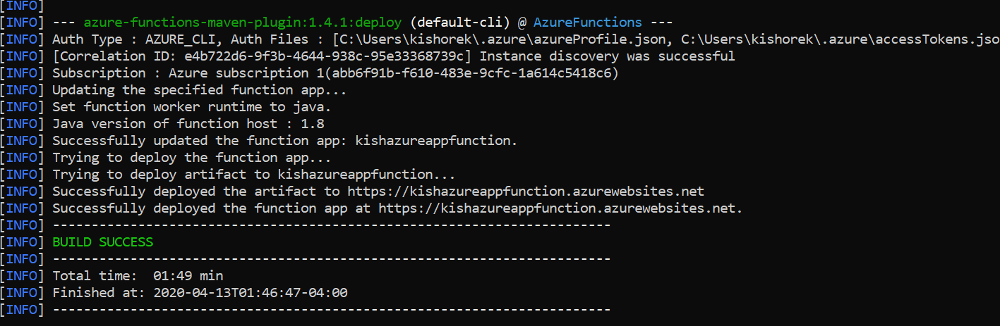 [INFO]
[INFO] --- azure-functions-maven-plugin:1.4.1:deploy (default-cli) @ AzureFunctions ---
[INFO] Auth Type : AZURE_CLI, Auth Files : [C:\Users\kishorek\.azure\azureProfile.json, C:\Users\kishorek\.azure\accessTokens.jso
[INFO] [Correlation ID: e4b722d6-9f3b-4644-938c-95e33368739c] Instance discovery was successful
[INFO] Subscription : Azure subscription 1(abb6f91b-f610-483e-9cfc-1a614c5418c6)
[INFO] Updating the specified function app...
[INFO] Set function worker runtime to java.
[INFO] Java version of function host : 1.8
[INFO] Successfully updated the function app: kishazureappfunction.
[INFO] Trying to deploy the function app...
[INFO] Trying to deploy artifact to kishazureappfunction...
[INFO] Successfully deployed the artifact to https://kishazureappfunction.azurewebsites.net
[INFO] Successfully deployed the function app at https://kishazureappfunction.azurewebsites.net.
[INFO] ------------------------------------------------------------------------
[INFO] BUILD SUCCESS
[INFO] ------------------------------------------------------------------------
[INFO] Total time:  01:49 min
[INFO] Finished at: 2020-04-13T01:46:47-04:00
[INFO] ------------------------------------------------------------------------